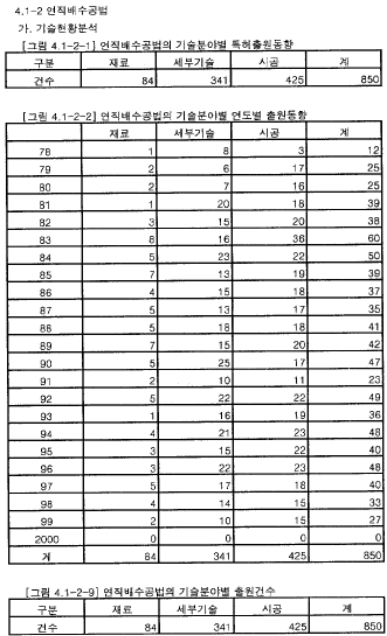 4.1-2 연직배수공법
가. 기술현황분석
[그림 4.1-2-1] 연직배수공법의 기술분야별 특허출원동향
구분 재료 세부기술 시공 계
건수 84 341 425 850
[그림 4.1-2-2] 연직배수공법의 기술분야별 연도별 출원동향
재료 세부기술 시공 계
78 1 8 3 12
79 2 6 17 25
80 2 7 16 25
81 1 20 18 39
82 3 15 20 38
83 8 16 36 60
84 5 23 22 50
85 7 13 19 39
86 4 15 18 37
87 5 13 17 35
88 5 18 18 41
89 7 15 20 42
90 5 25 17 47
91 2 10 11 23
92 5 22 22 49
93 1 16 19 36
94 4 21 23 48
95 3 15 22 40
96 3 22 23 48
97 5 17 18 40
98 4 14 15 33
99 2 10 15 27
2000 0 0 0 0
계 84 341 425 850
[그림 4.1-2-9] 연직배수공법의 기술분야별 출원건수
구분 재료 세부기술 시공 계
건수 84 341 425 850